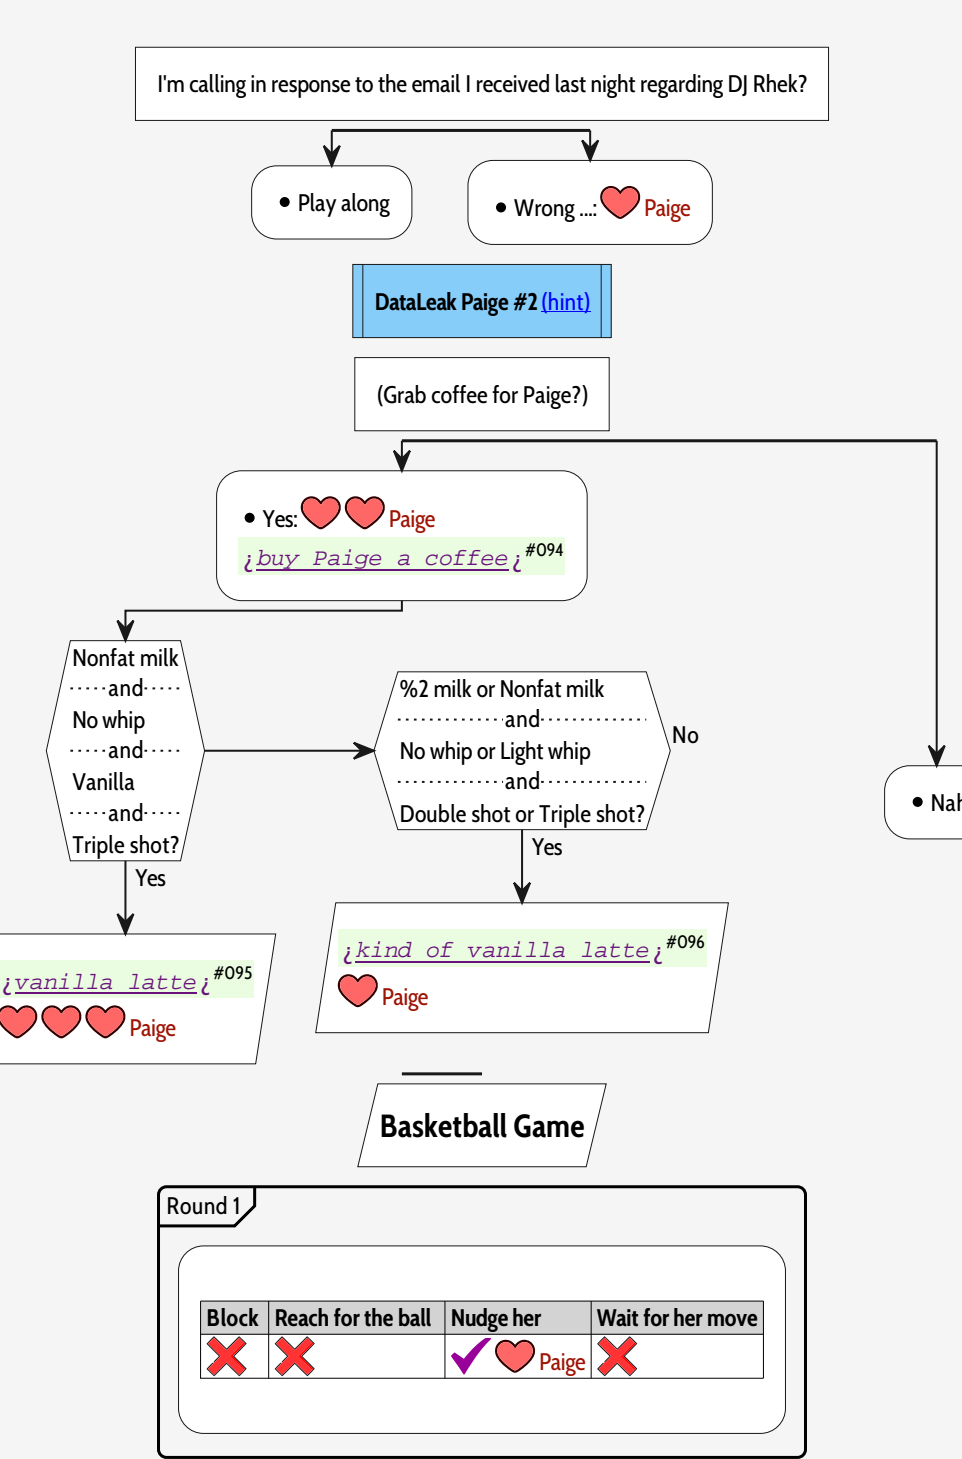 I'm calling in response to the email I received last night regarding DJ Rhek?
• Play along
• Wrong ...: Paige
DataLeak Paige #2 (hint)
(Grab coffee for Paige?)
• Yes: Paige
¿buy Paige a coffee¿ #094
Nonfat milk
and
No whip
and
Vanilla
and
Triple shot?
Yes
%2 milk or Nonfat milk
and
No whip or Light whip
and
Double shot or Triple shot?
No
Yes
• Nah
¿vanilla latte¿ #095
Paige
¿kind of vanilla latte¿ #096
Paige
Basketball Game
Round 1
Block Reach for the ball Nudge her Wait for her move
Paige